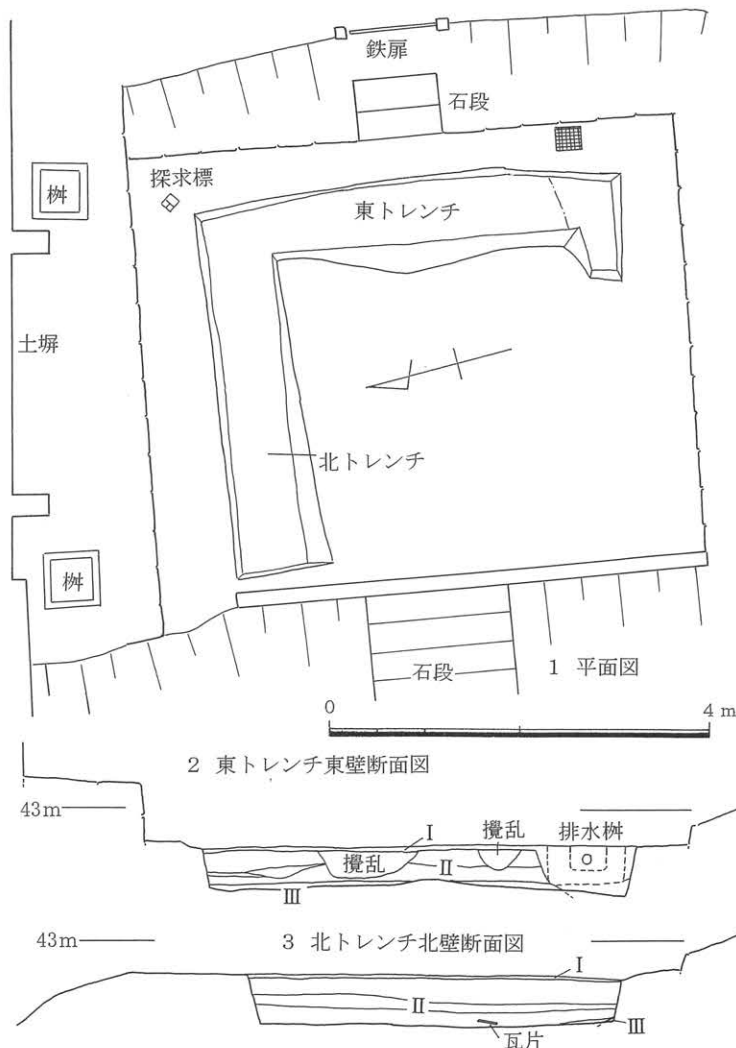 鉄扉
石段
桝
探求標
東トレンチ
土塀
北トレンチ
桝
石段
1 平面図
0 4 m
2 東トレンチ東壁断面図
43m
I
攪乱
排水桝
攪乱
II
III
43m
3 北トレンチ北壁断面図
I
II
III
瓦片